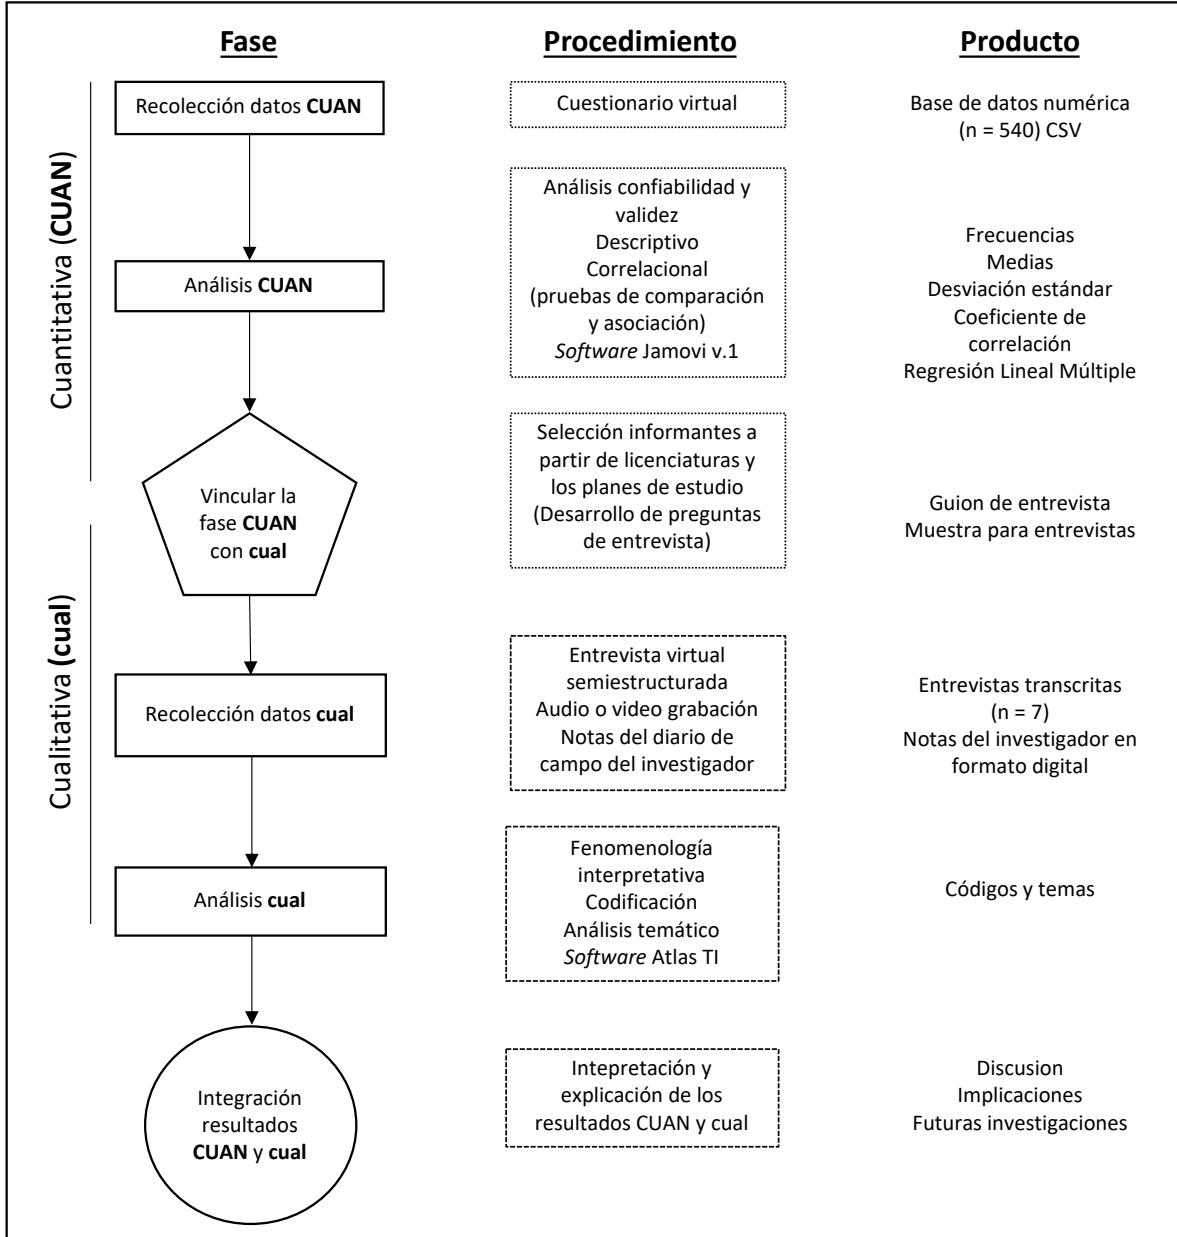 Fase
Procedimiento
Producto
Cuantitativa (CUAN)
Recolección datos CUAN
Cuestionario virtual
Base de datos numérica
(n = 540) CSV
Análisis CUAN
Análisis confiabilidad y
validez
Descriptivo
Correlacional
(pruebas de comparación
y asociación)
Software Jamovi v.1
Frecuencias
Medias
Desviación estándar
Coeficiente de
correlación
Regresión Lineal Múltiple
Vincular la
fase CUAN
con cual
Selección informantes a
partir de licenciaturas y
los planes de estudio
(Desarrollo de preguntas
de entrevista)
Guion de entrevista
Muestra para entrevistas
Cualitativa (cual)
Recolección datos cual
Entrevista virtual
semiestructurada
Audio o video grabación
Notas del diario de
campo del investigador
Entrevistas transcritas
(n = 7)
Notas del investigador en
formato digital
Análisis cual
Fenomenología
interpretativa
Codificación
Análisis temático
Software Atlas TI
Códigos y temas
Integración
resultados
CUAN y cual
Intepretación y
explicación de los
resultados CUAN y cual
Discusion
Implicaciones
Futuras investigaciones